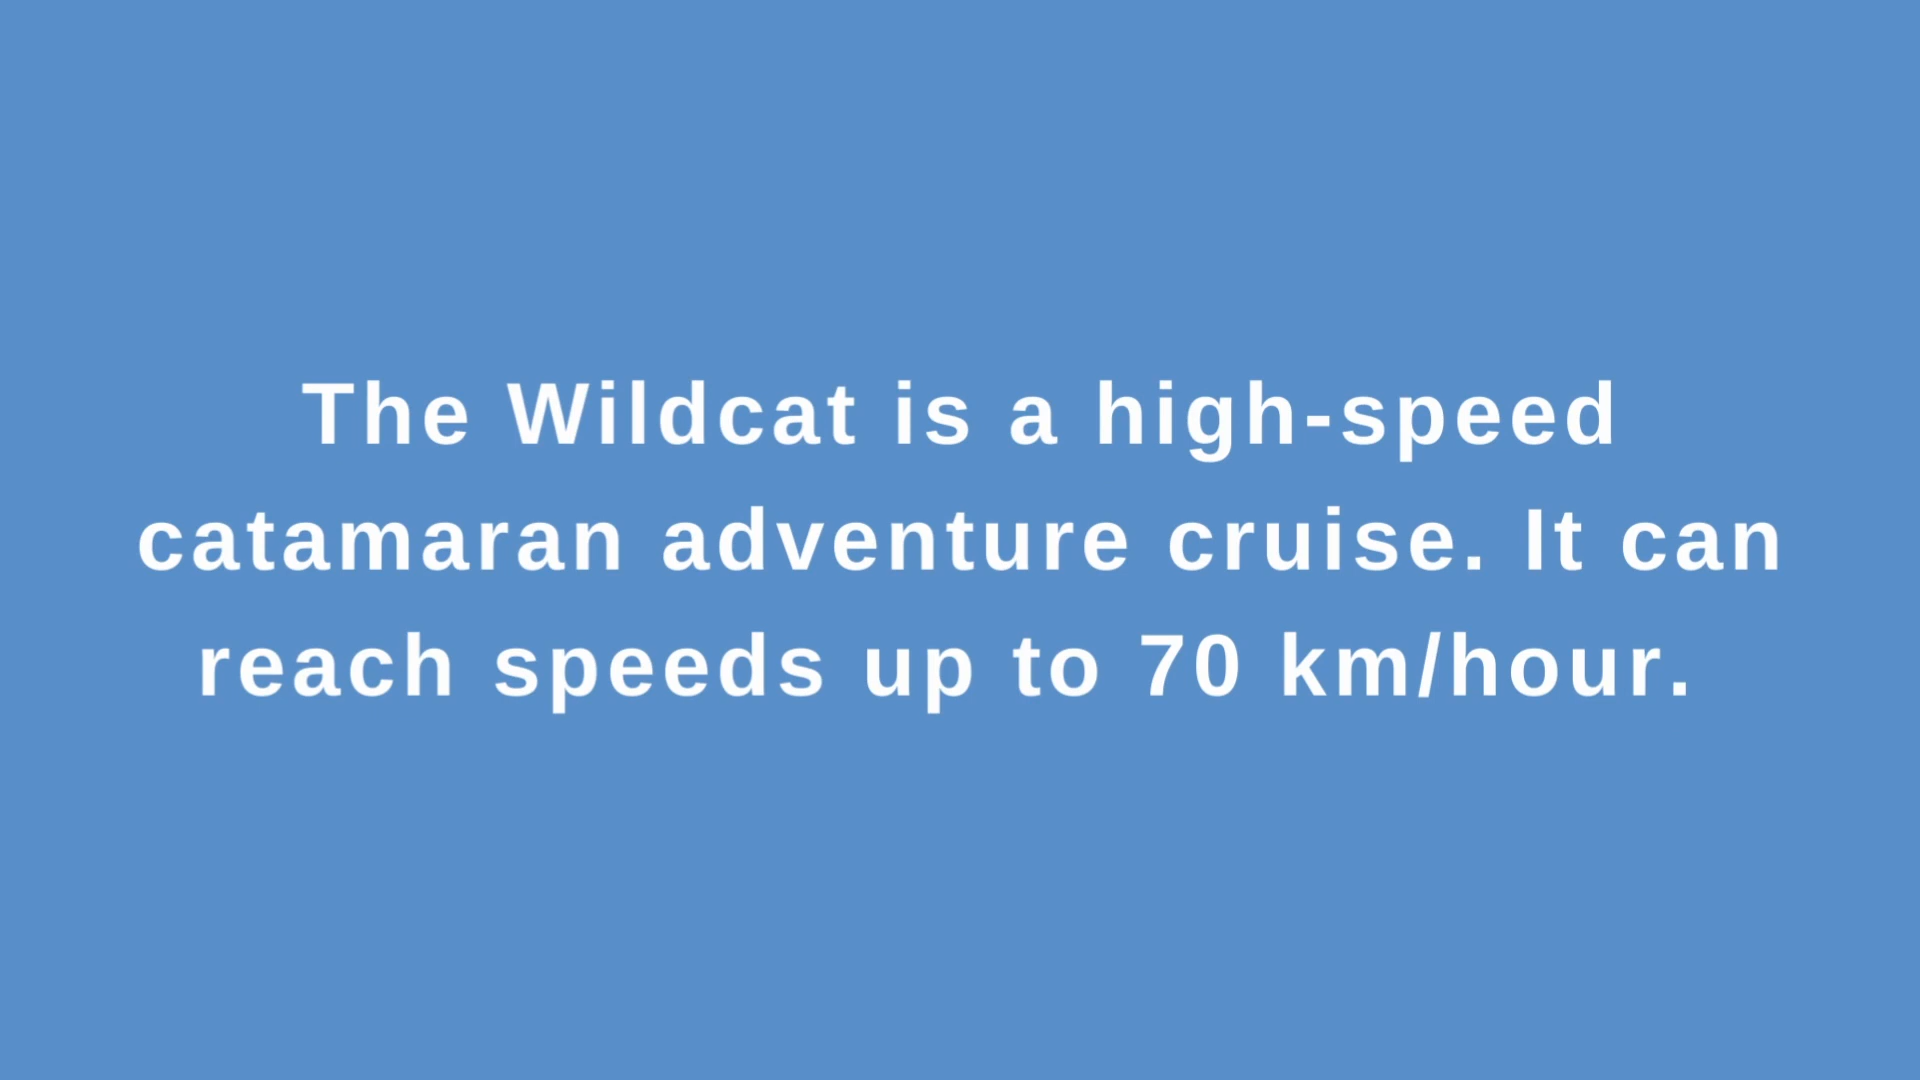 The Wildcat is a high-speed
catamaran adventure cruise. It can
reach speeds up to 70 km/hour.